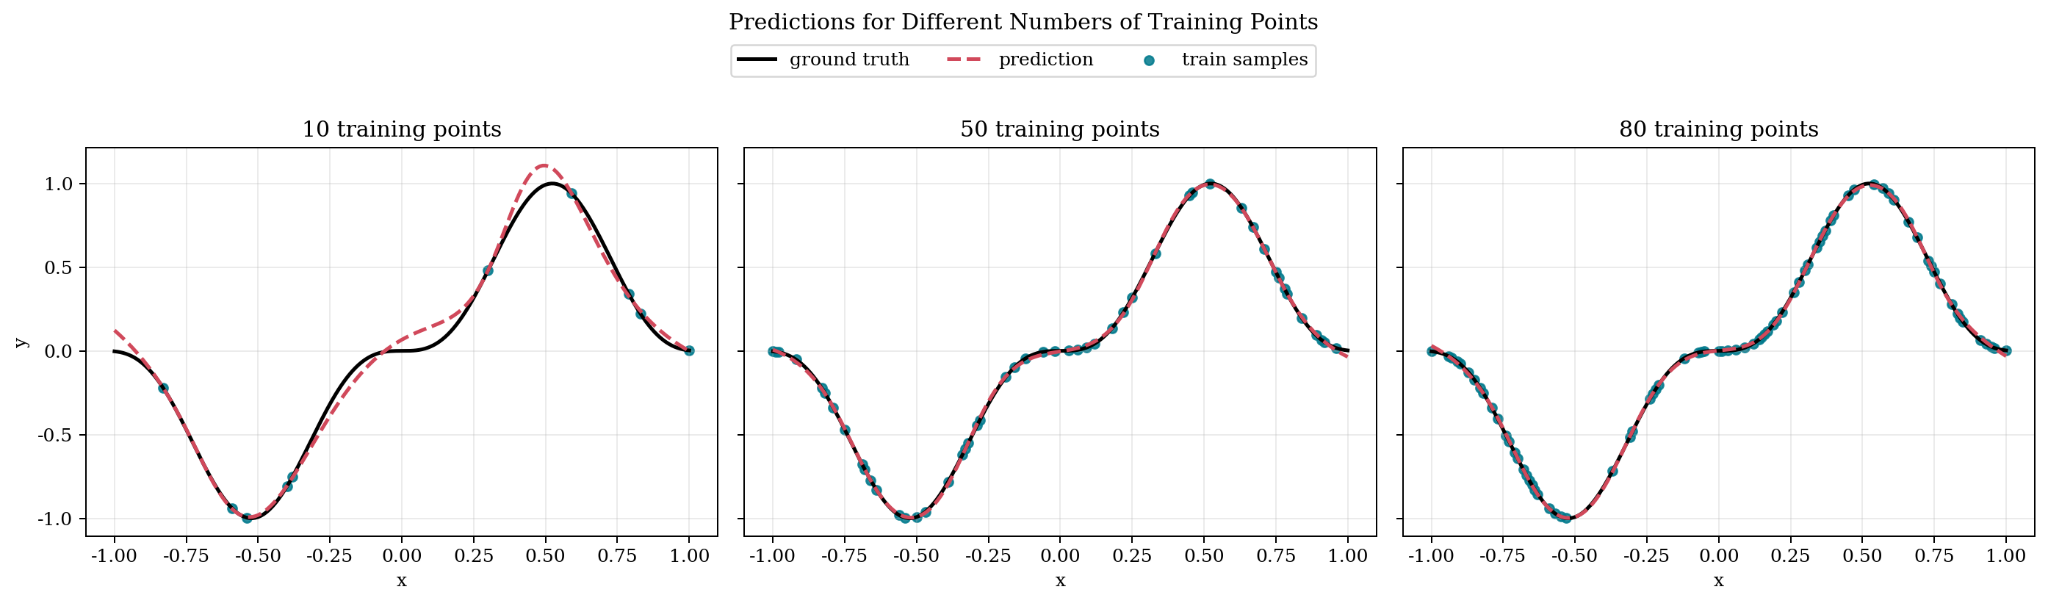 Predictions for Different Numbers of Training Points
ground truth prediction train samples
10 training points 50 training points 80 training points
1.0
0.5
0.0
-0.5
-1.0
y
-1.00 -0.75 -0.50 -0.25 0.00 0.25 0.50 0.75 1.00 -1.00 -0.75 -0.50 -0.25 0.00 0.25 0.50 0.75 1.00 -1.00 -0.75 -0.50 -0.25 0.00 0.25 0.50 0.75 1.00
x x x